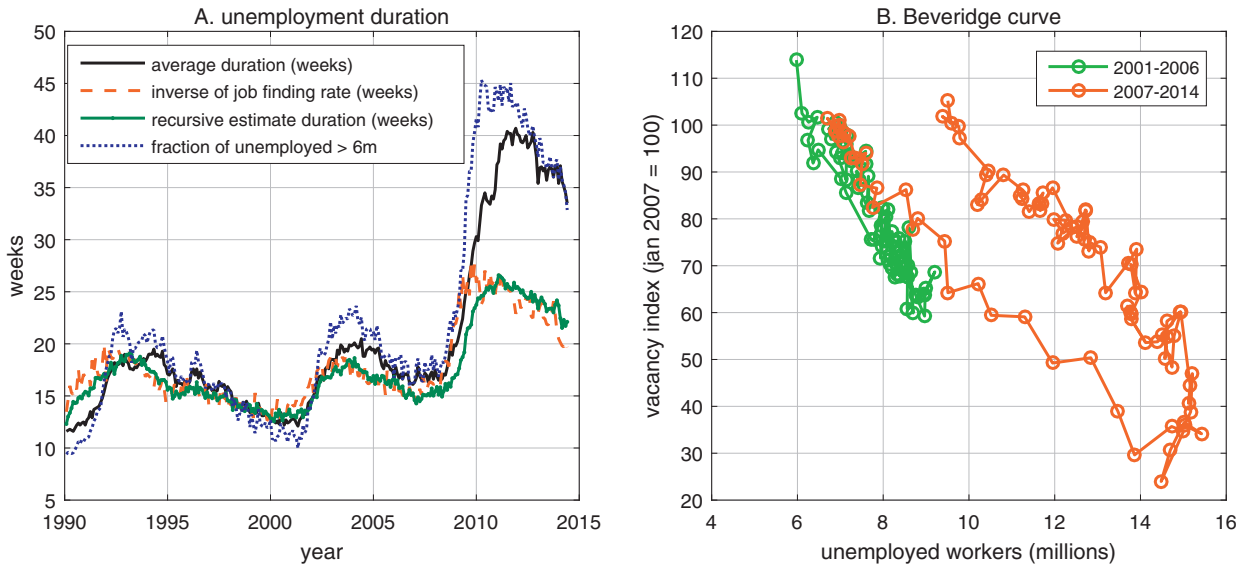 A. unemployment duration
weeks
50
45
40
35
30
25
20
15
10
5
average duration (weeks)
inverse of job finding rate (weeks)
recursive estimate duration (weeks)
fraction of unemployed > 6m
weeks
1990 1995 2000 2005 2010 2015
year
B. Beveridge curve
120
110
100
90
80
70
60
50
40
30
20
2001-2006
2007-2014
vacancy index (jan 2007 = 100)
4 6 8 10 12 14 16
unemployed workers (millions)